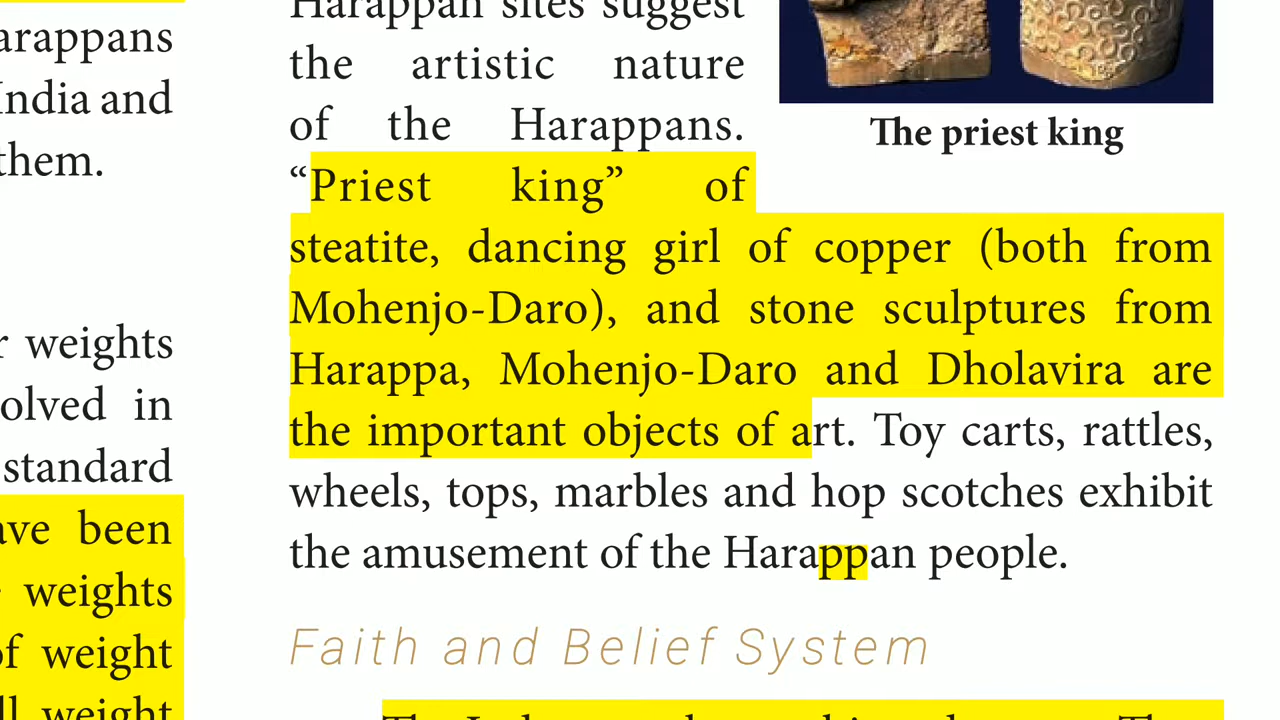 arappans
India and
them.
weights
olved in
standard
ave been
weights
of weight
ll weight
Harappan sites suggest
the artistic nature
of the Harappans.
“Priest king” of
steatite, dancing girl of copper (both from
Mohenjo-Daro), and stone sculptures from
Harappa, Mohenjo-Daro and Dholavira are
the important objects of art. Toy carts, rattles,
wheels, tops, marbles and hop scotches exhibit
the amusement of the Harappan people.
The priest king
Faith and Belief System